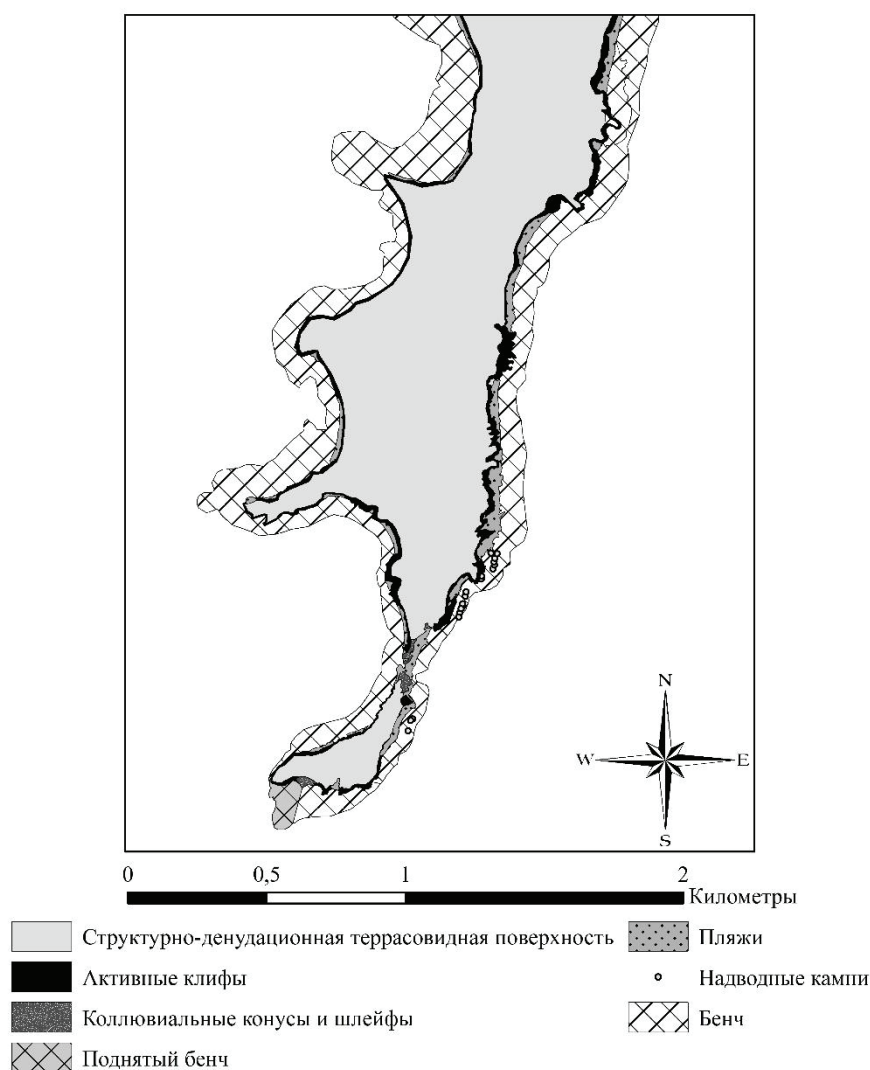 N
W E
S
0 0,5 1 2
Километры
Структурно-денудационная террасовидная поверхность
Активные клифы
Коллювиальные конусы и шлейфы
Поднятый бенч
Пляжи
Надводные кампи
Бенч